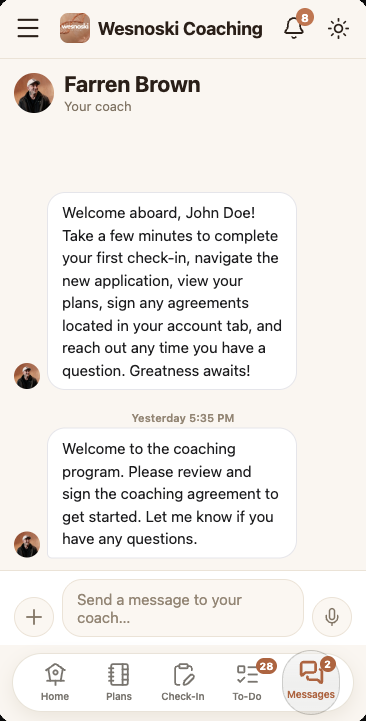 wesnoski
Wesnoski Coaching
8
Farren Brown
Your coach
Welcome aboard, John Doe!
Take a few minutes to complete
your first check-in, navigate the
new application, view your
plans, sign any agreements
located in your account tab, and
reach out any time you have a
question. Greatness awaits!
Yesterday 5:35 PM
Welcome to the coaching
program. Please review and
sign the coaching agreement to
get started. Let me know if you
have any questions.
Send a message to your
coach...
Home
Plans
Check-In
28
To-Do
2
Messages